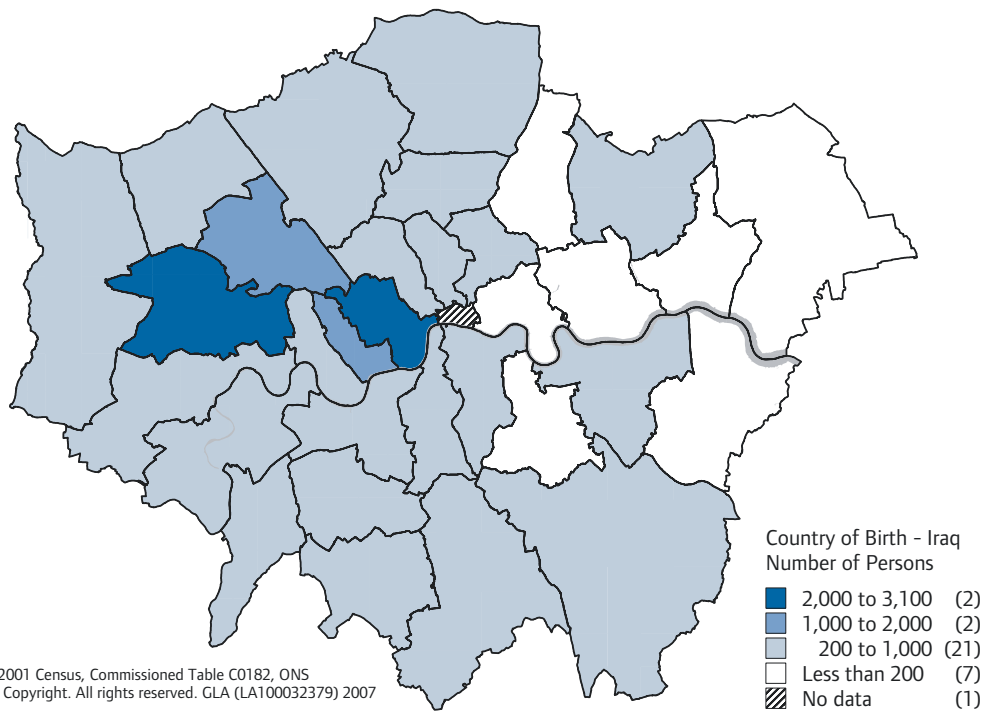 Country of Birth - Iraq
Number of Persons
2,000 to 3,100 (2)
1,000 to 2,000 (2)
200 to 1,000 (21)
Less than 200 (7)
No data (1)
2001 Census, Commissioned Table C0182, ONS
Copyright. All rights reserved. GLA (LA100032379) 2007